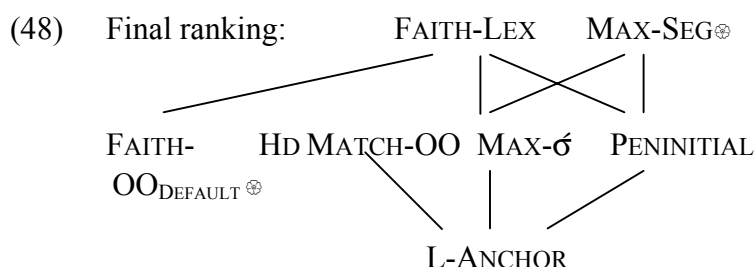 (48) Final ranking: FAITH-LEX MAX-SEG֍
FAITH- HD MATCH-OO MAX-σ́ PENINITIAL
OODEFAULT ֍
L-ANCHOR